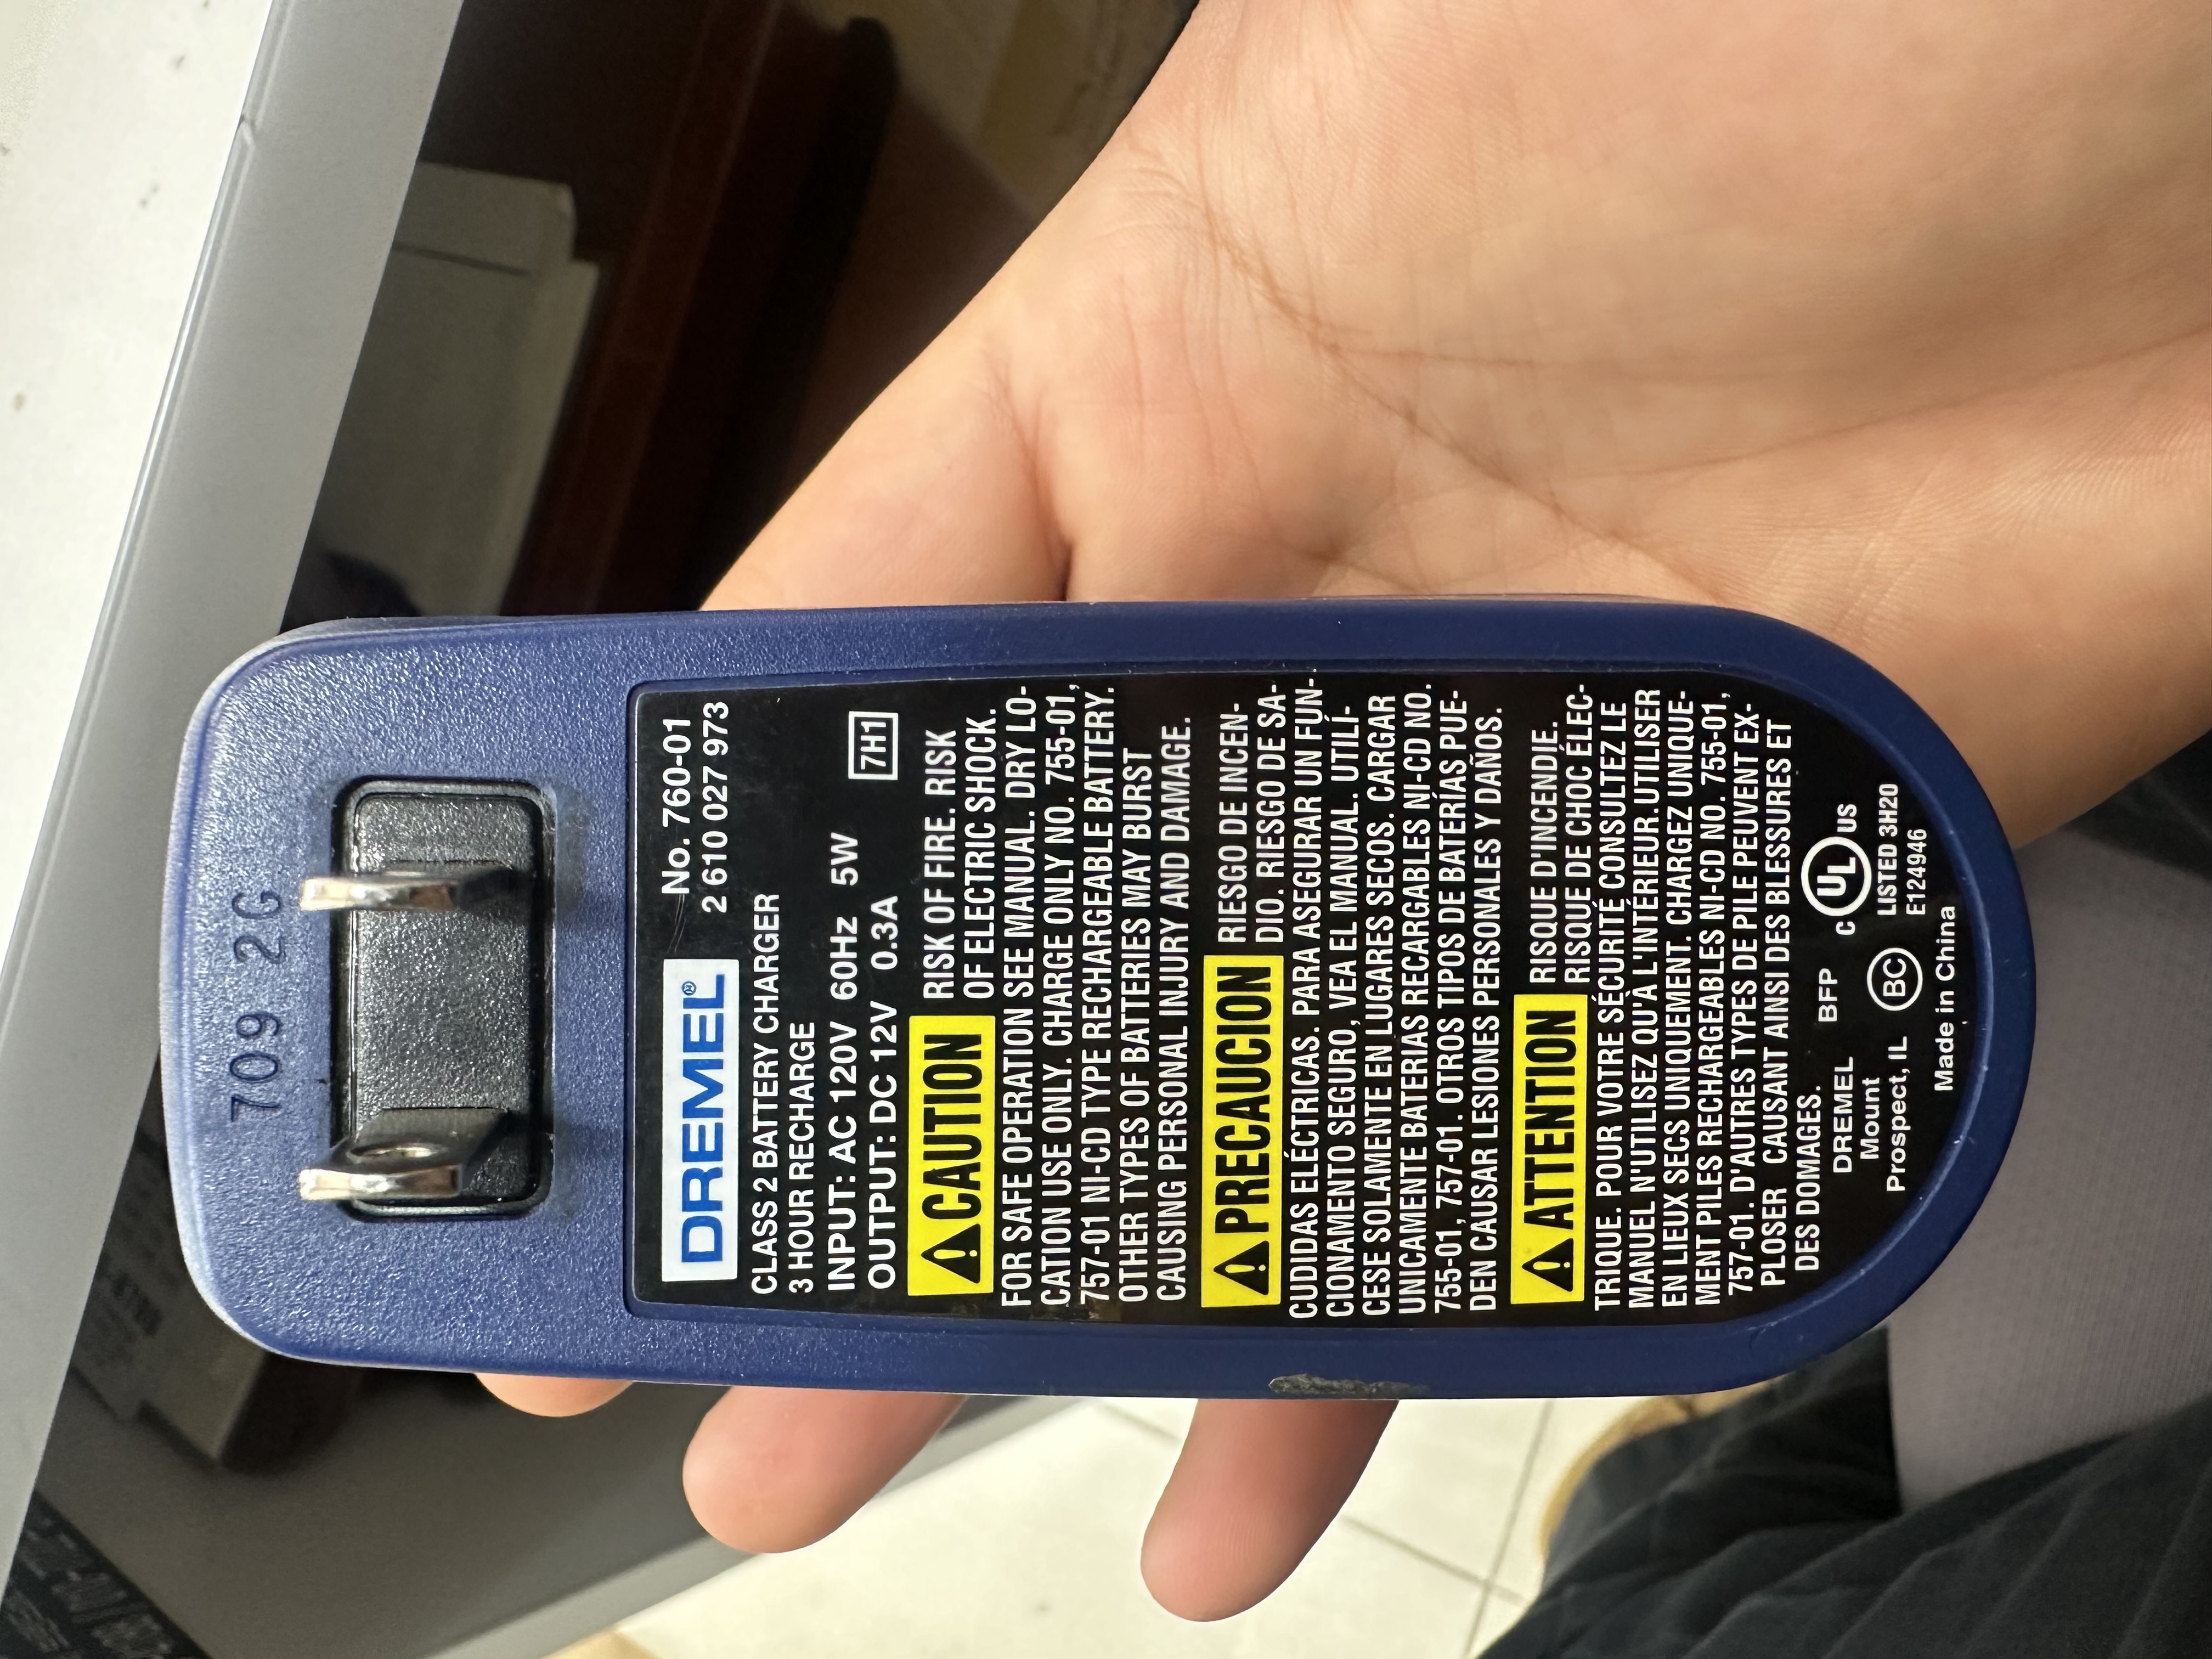 709 2G
DREMEL®
No. 760-01
2 610 027 973
CLASS 2 BATTERY CHARGER
3 HOUR RECHARGE
INPUT: AC 120V 60Hz 5W
OUTPUT: DC 12V 0.3A
7H1
⚠CAUTION RISK OF FIRE. RISK
OF ELECTRIC SHOCK.
FOR SAFE OPERATION SEE MANUAL. DRY LO-
CATION USE ONLY. CHARGE ONLY NO. 755-01,
757-01 NI-CD TYPE RECHARGEABLE BATTERY.
OTHER TYPES OF BATTERIES MAY BURST
CAUSING PERSONAL INJURY AND DAMAGE.
⚠PRECAUCION RIESGO DE INCEN-
DIO. RIESGO DE SA-
CUDIDAS ELÉCTRICAS. PARA ASEGURAR UN FUN-
CIONAMENTO SEGURO, VEA EL MANUAL. UTILÍ-
CESE SOLAMENTE EN LUGARES SECOS. CARGAR
UNICAMENTE BATERIAS RECARGABLES NI-CD NO.
755-01, 757-01. OTROS TIPOS DE BATERÍAS PUE-
DEN CAUSAR LESIONES PERSONALES Y DAÑOS.
⚠ATTENTION RISQUE D'INCENDIE.
RISQUE DE CHOC ÉLEC-
TRIQUE. POUR VOTRE SÉCURITÉ CONSULTEZ LE
MANUEL N'UTILISEZ QU'À L'INTÉRIEUR.UTILISER
EN LIEUX SECS UNIQUEMENT. CHARGEZ UNIQUE-
MENT PILES RECHARGEABLES NI-CD NO. 755-01,
757-01. D'AUTRES TYPES DE PILE PEUVENT EX-
PLOSER CAUSANT AINSI DES BLESSURES ET
DES DOMAGES.
DREMEL
Mount
Prospect, IL
BFP
BC
C UL US
LISTED 3H20
E124946
Made in China